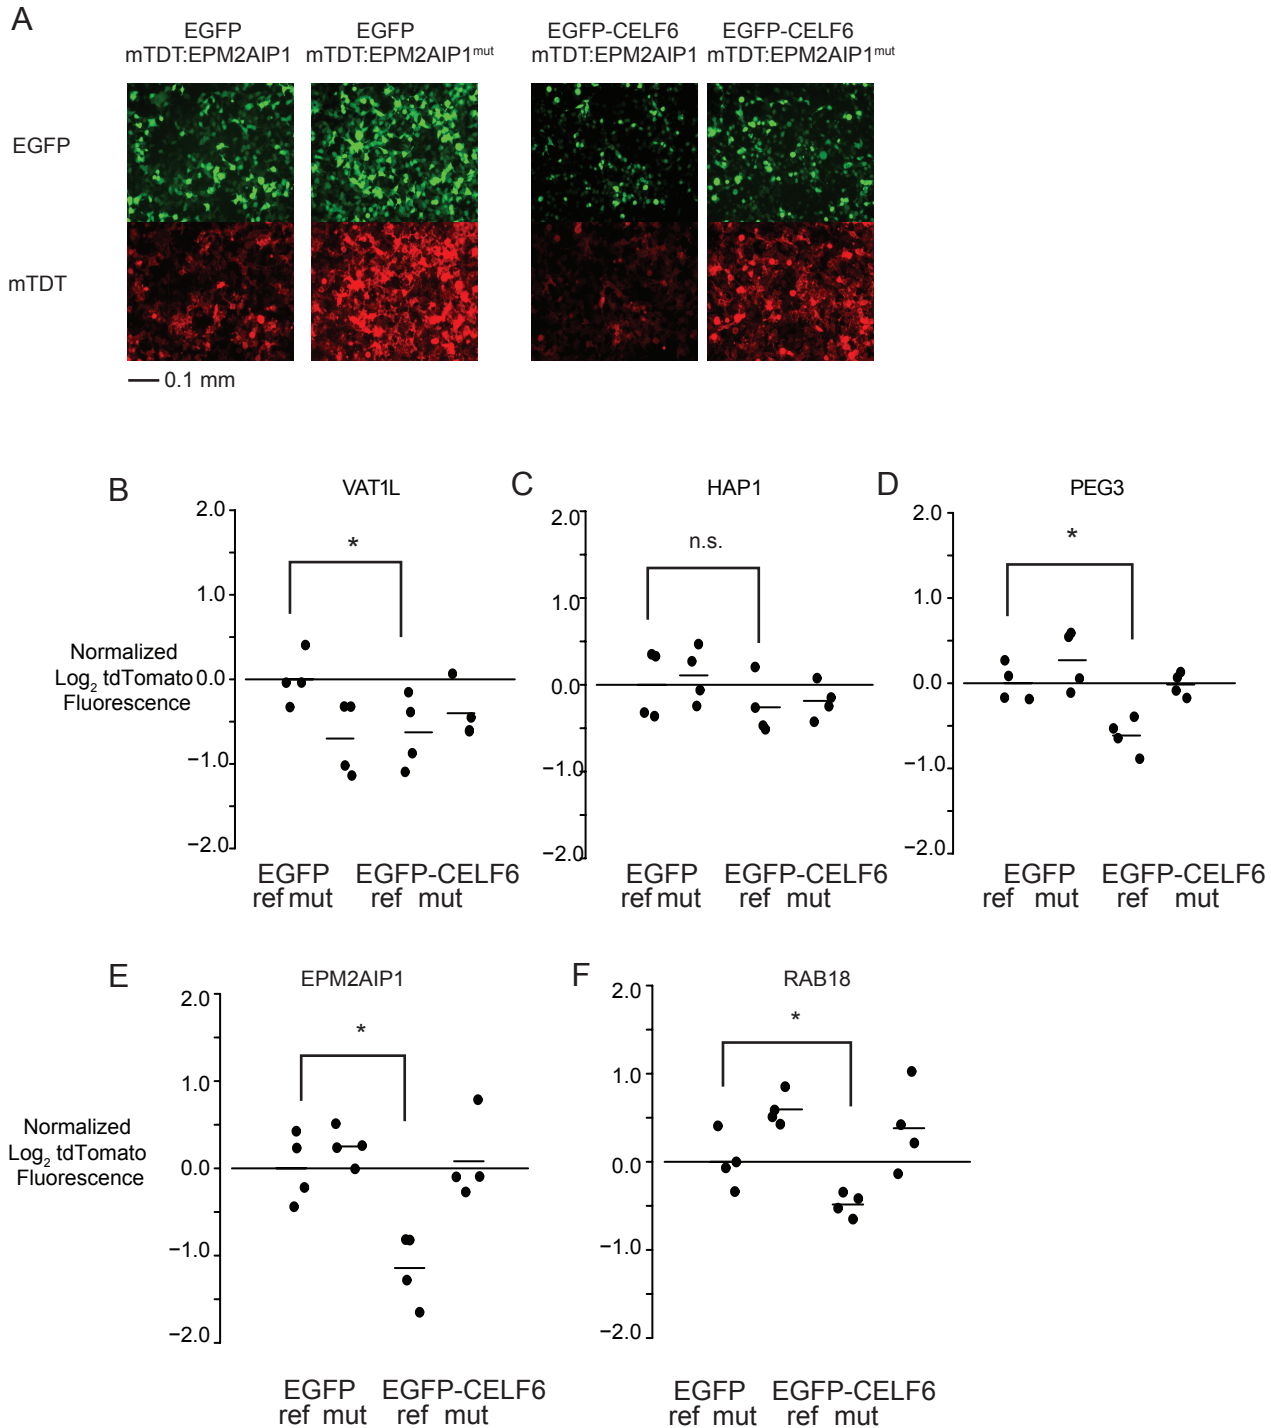 A
EGFP
mTDT:EPM2AIP1
EGFP
mTDT:EPM2AIP1mut
EGFP-CELF6
mTDT:EPM2AIP1
EGFP-CELF6
mTDT:EPM2AIP1mut
EGFP
mTDT
0.1 mm
B
VAT1L
Normalized
Log2 tdTomato
Fluorescence
2.0
1.0
0.0
−1.0
−2.0
*
EGFP
EGFP-CELF6
ref mut
ref mut
C
HAP1
2.0
1.0
0.0
−1.0
−2.0
n.s.
EGFP
EGFP-CELF6
ref mut
ref mut
D
PEG3
2.0
1.0
0.0
−1.0
−2.0
*
EGFP
EGFP-CELF6
ref mut
ref mut
E
EPM2AIP1
Normalized
Log2 tdTomato
Fluorescence
2.0
1.0
0.0
−1.0
−2.0
*
EGFP
EGFP-CELF6
ref mut
ref mut
F
RAB18
2.0
1.0
0.0
−1.0
−2.0
*
EGFP
EGFP-CELF6
ref mut
ref mut